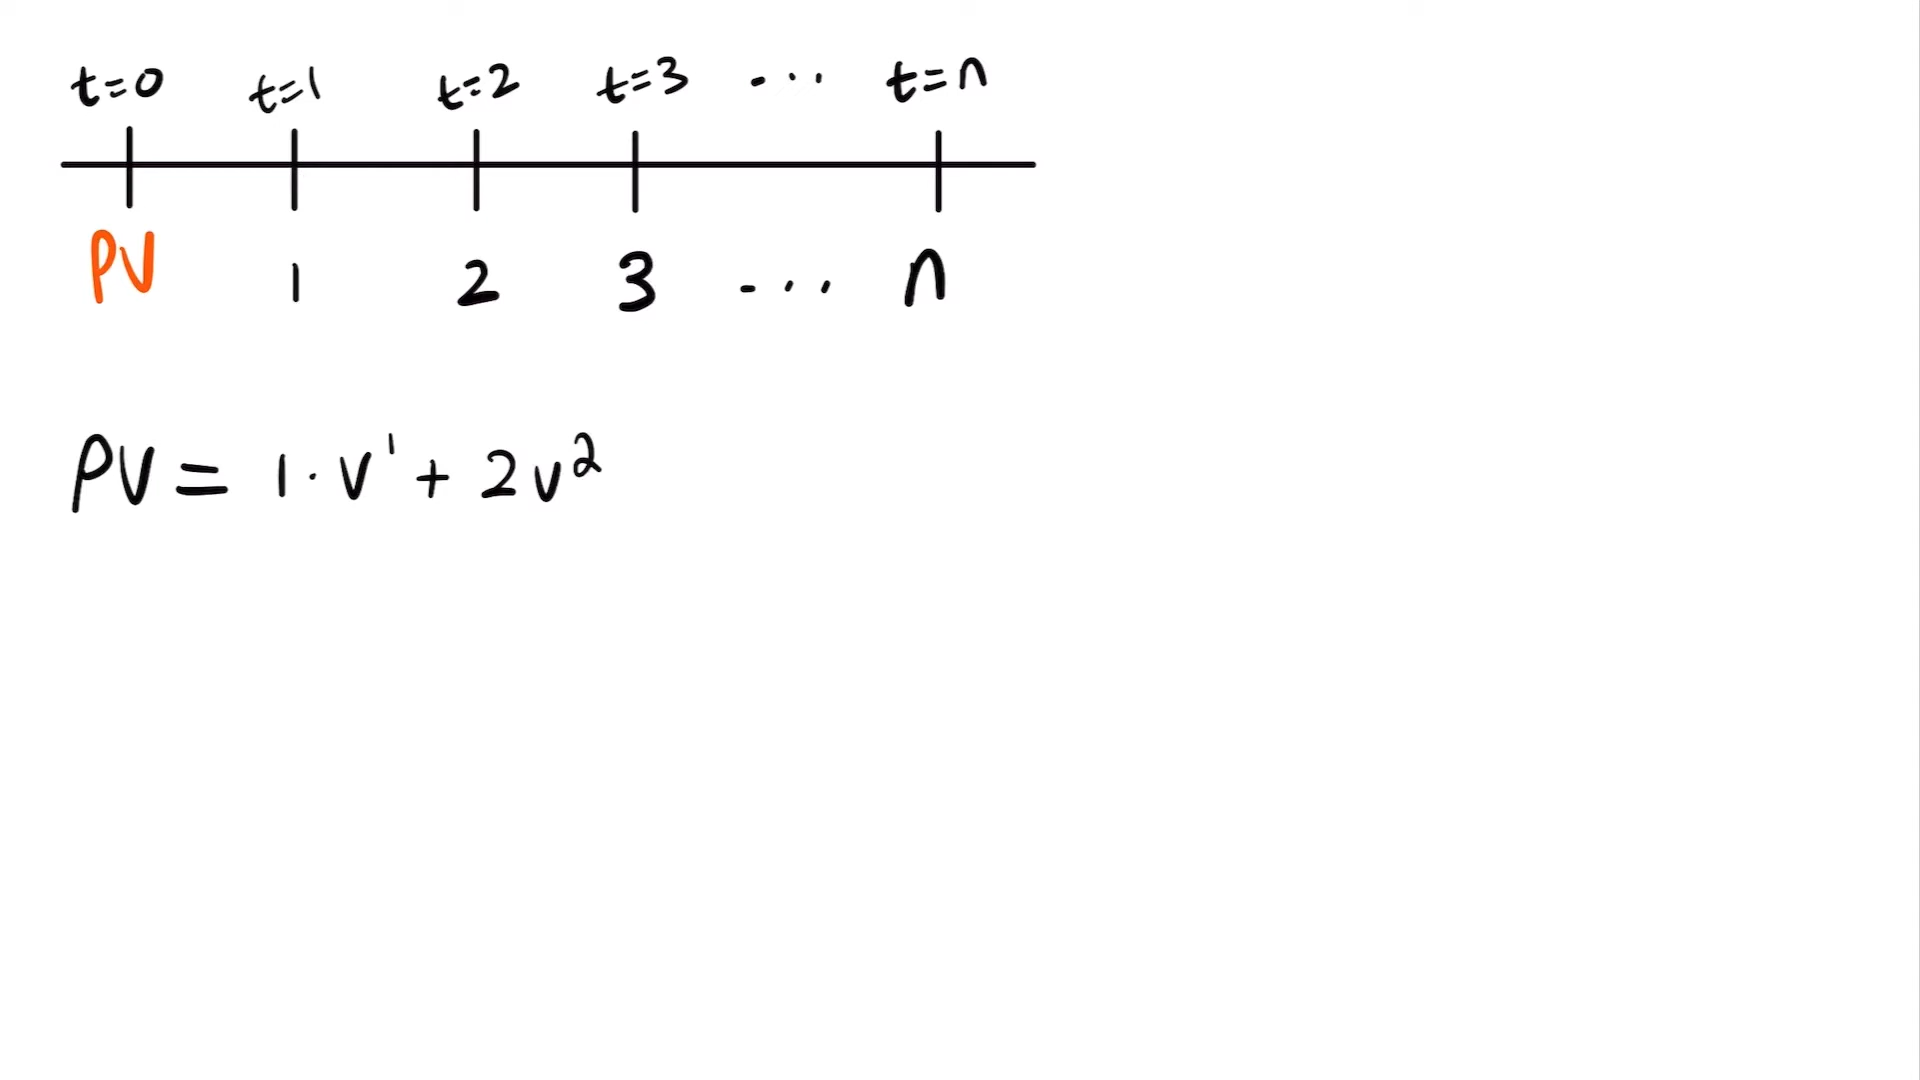 t=0 t=1 t=2 t=3 ... t=n
PV 1 2 3 ... n
PV = 1 · v¹ + 2v²